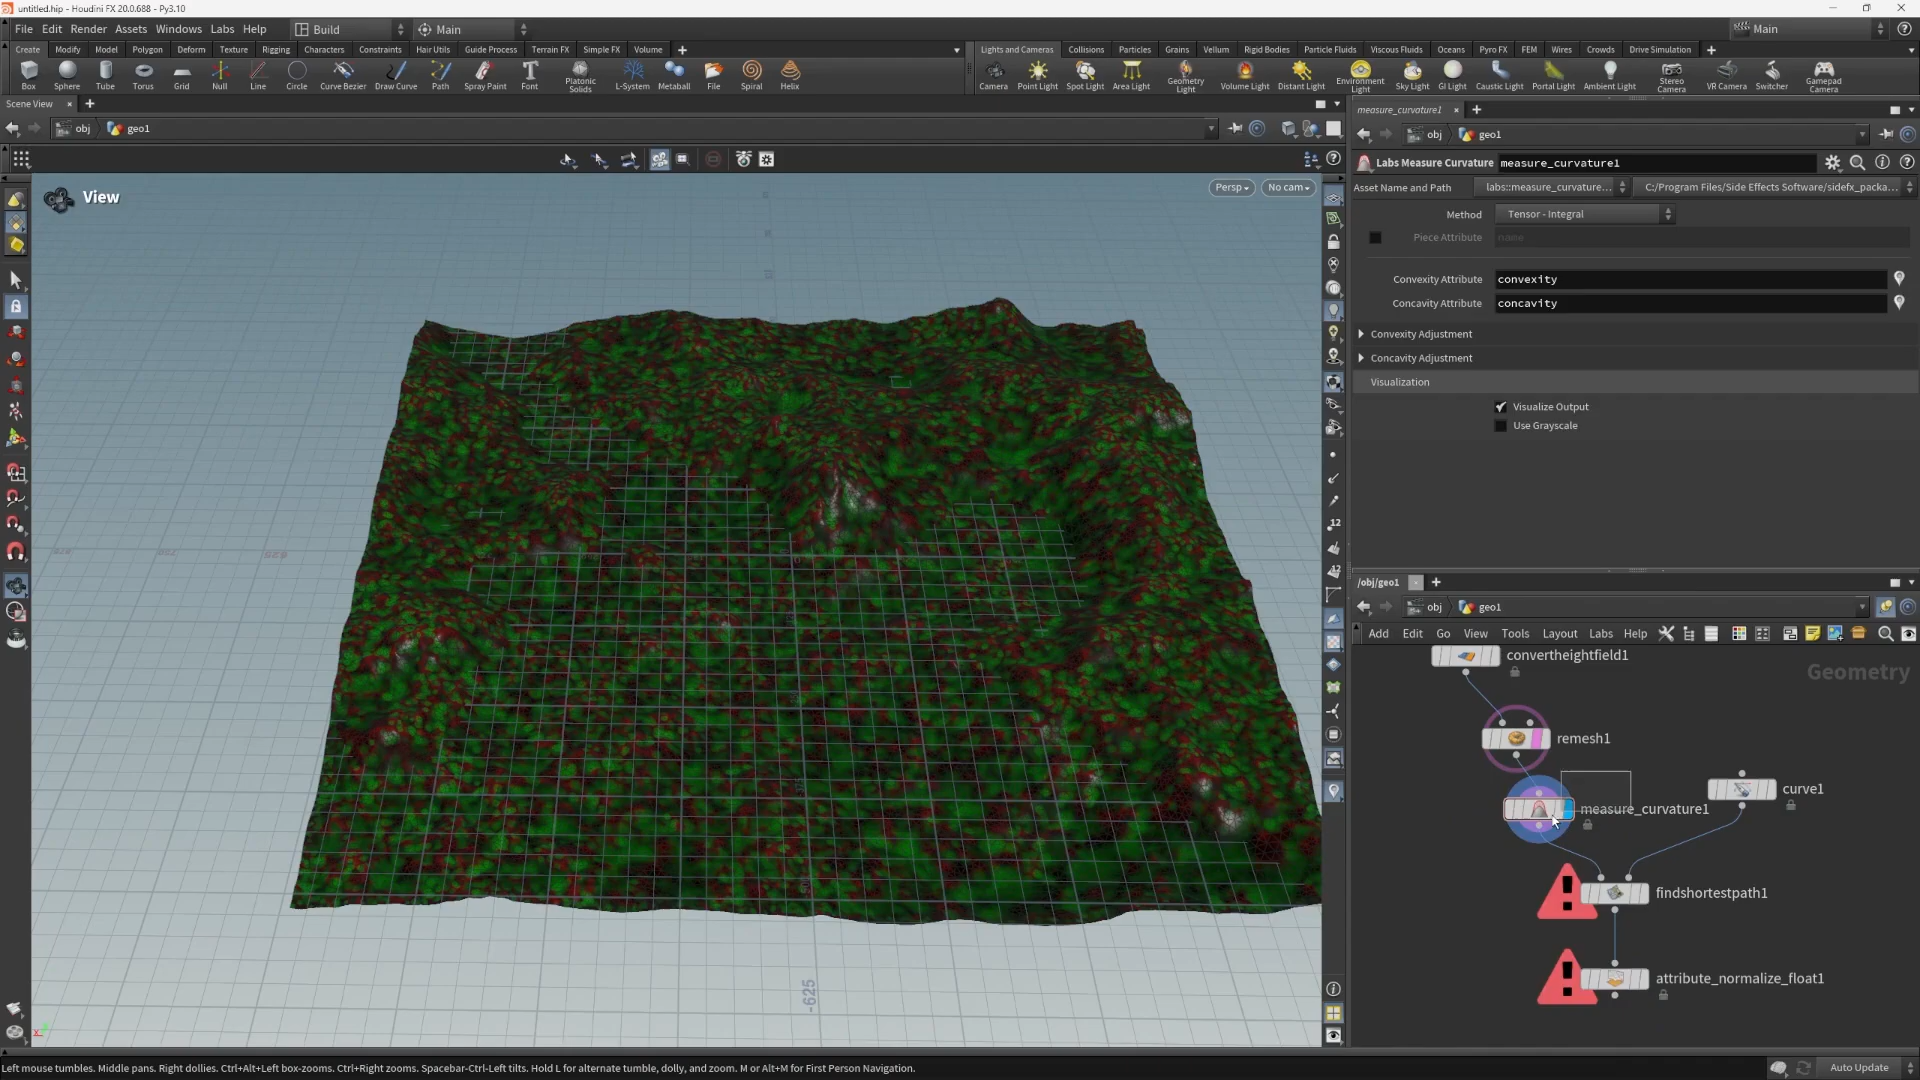 untitled.hip - Houdini FX 20.0.688 - Py3.10
File Edit Render Assets Windows Labs Help Build Main Main
Create Modify Model Polygon Deform Texture Rigging Characters Constraints Hair Utils Guide Process Terrain FX Simple FX Volume
Lights and Cameras Collisions Particles Grains Vellum Rigid Bodies Particle Fluids Viscous Fluids Oceans Pyro FX FEM Wires Crowds Drive Simulation
Box Sphere Tube Torus Grid Null Line Circle Curve Bezier Draw Curve Path Spray Paint Font Platonic Solids L-System Metaball File Spiral Helix
Camera Point Light Spot Light Area Light Geometry Light Volume Light Distant Light Environment Light Sky Light GI Light Caustic Light Portal Light Ambient Light Stereo Camera VR Camera Switcher Gamepad Camera
Scene View
obj geo1
View
Persp No cam
-625
measure_curvature1
obj geo1
Labs Measure Curvature measure_curvature1
Asset Name and Path labs::measure_curvature... C:/Program Files/Side Effects Software/sidefx_packa...
Method Tensor - Integral
Piece Attribute name
Convexity Attribute convexity
Concavity Attribute concavity
Convexity Adjustment
Concavity Adjustment
Visualization
Visualize Output
Use Grayscale
/obj/geo1
obj geo1
Add Edit Go View Tools Layout Labs Help
convertheightfield1
Geometry
remesh1
curve1
measure_curvature1
findshortestpath1
attribute_normalize_float1
Left mouse tumbles. Middle pans. Right dollies. Ctrl+Alt+Left box-zooms. Ctrl+Right zooms. Spacebar-Ctrl-Left tilts. Hold L for alternate tumble, dolly, and zoom. M or Alt+M for First Person Navigation.
Auto Update